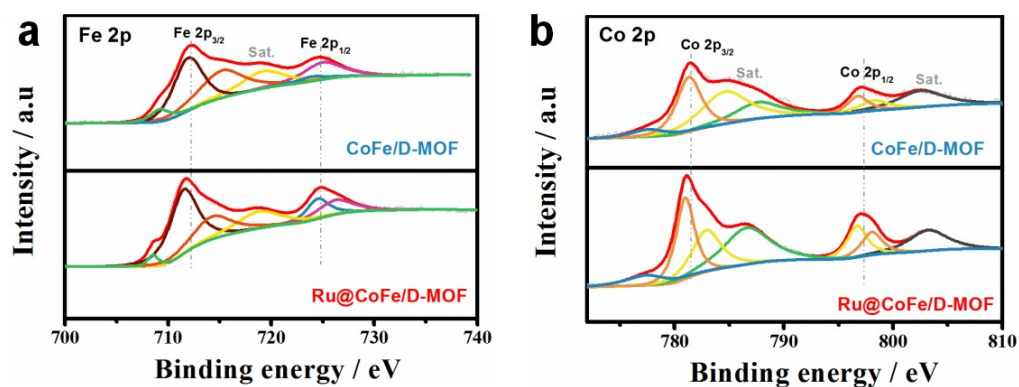 a
Fe 2p
Fe 2p3/2
Sat.
Fe 2p1/2
CoFe/D-MOF
Ru@CoFe/D-MOF
Intensity / a.u
700 710 720 730 740
Binding energy / eV
b
Co 2p
Co 2p3/2
Sat.
Co 2p1/2
Sat.
CoFe/D-MOF
Ru@CoFe/D-MOF
Intensity / a.u
780 790 800 810
Binding energy / eV